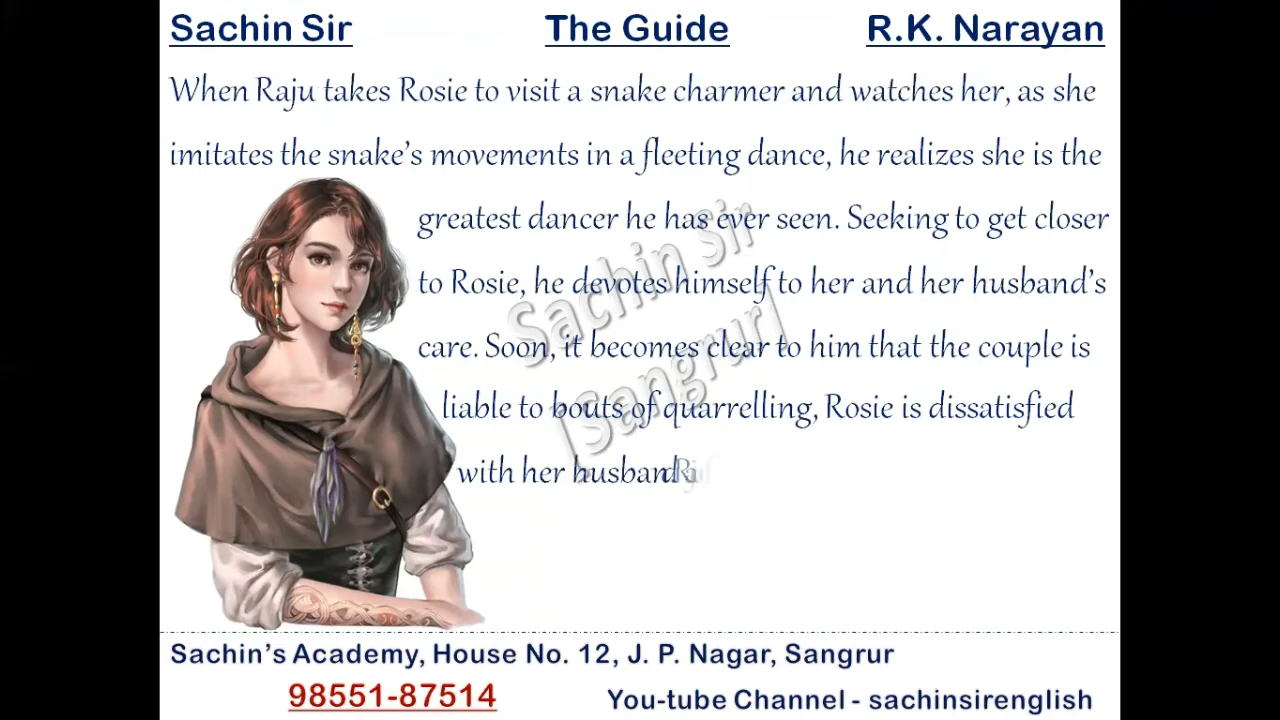 Sachin Sir The Guide R.K. Narayan
When Raju takes Rosie to visit a snake charmer and watches her, as she
imitates the snake's movements in a fleeting dance, he realizes she is the
greatest dancer he has ever seen. Seeking to get closer
to Rosie, he devotes himself to her and her husband's
care. Soon, it becomes clear to him that the couple is
liable to bouts of quarrelling, Rosie is dissatisfied
with her husband
Sachin Sir
[Sangrur]
Sachin's Academy, House No. 12, J. P. Nagar, Sangrur
98551-87514 You-tube Channel - sachinsirenglish